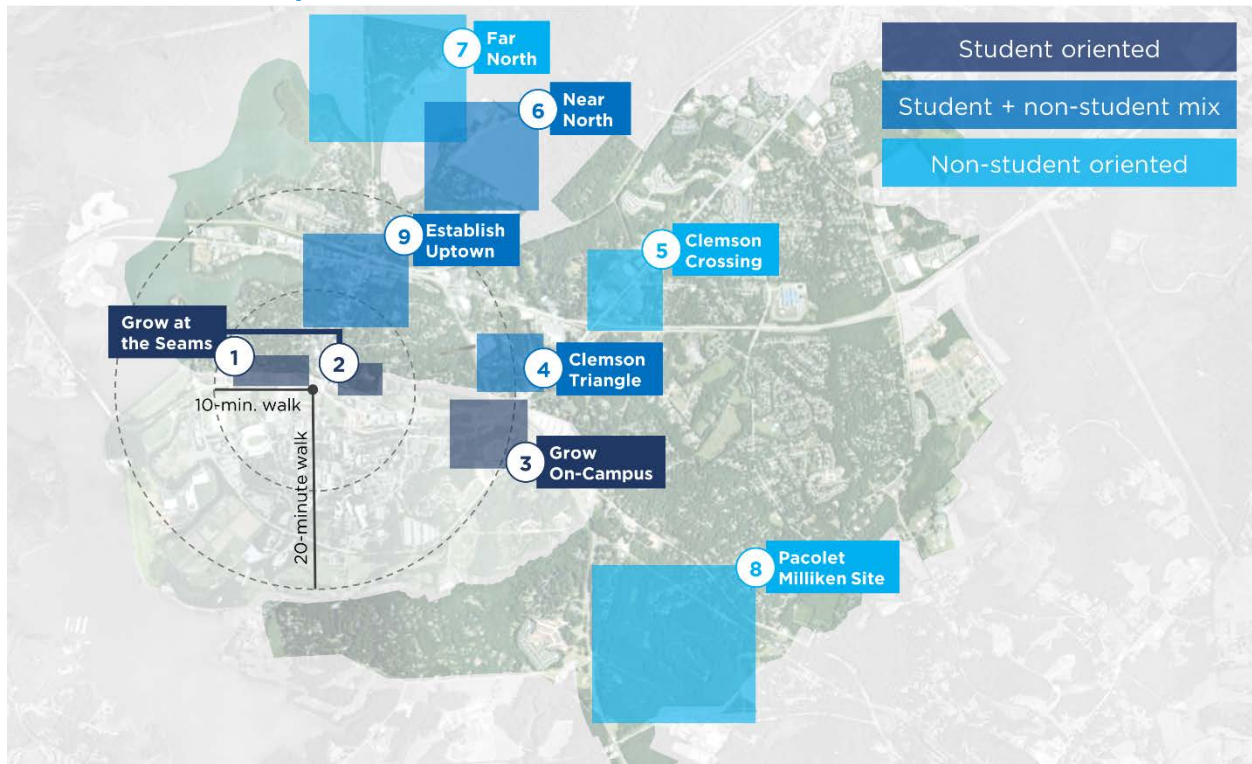 7
Far
North
Student oriented
Student + non-student mix
Non-student oriented
6
Near
North
9
Establish
Uptown
5
Clemson
Crossing
Grow at
the Seams
1
2
4
Clemson
Triangle
10-min. walk
20-minute walk
3
Grow
On-Campus
8
Pacolet
Milliken Site